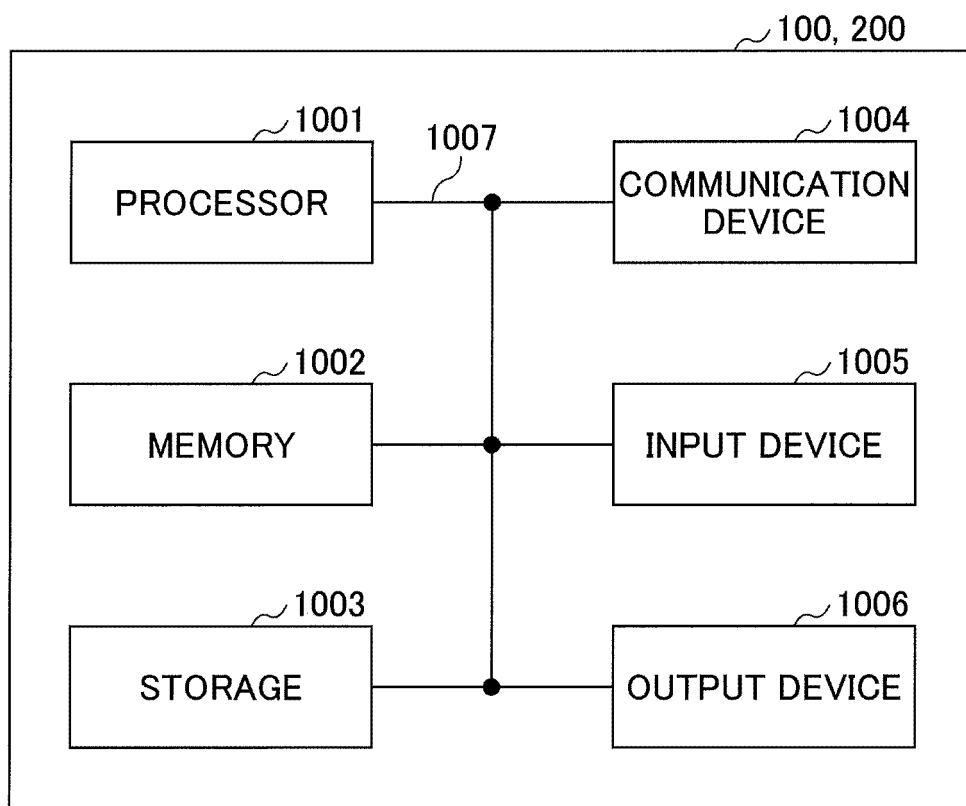 100, 200
1001
PROCESSOR
1007
1004
COMMUNICATION
DEVICE
1002
MEMORY
1005
INPUT DEVICE
1003
STORAGE
1006
OUTPUT DEVICE